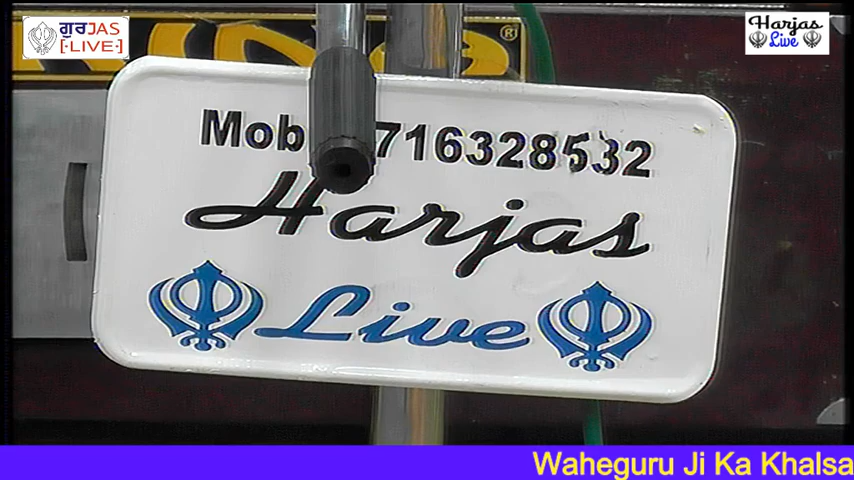 ਗੁਰJAS
[·LIVE·]
Harjas
Live
®
Mob 716328532
Harjas
Live
Waheguru Ji Ka Khalsa